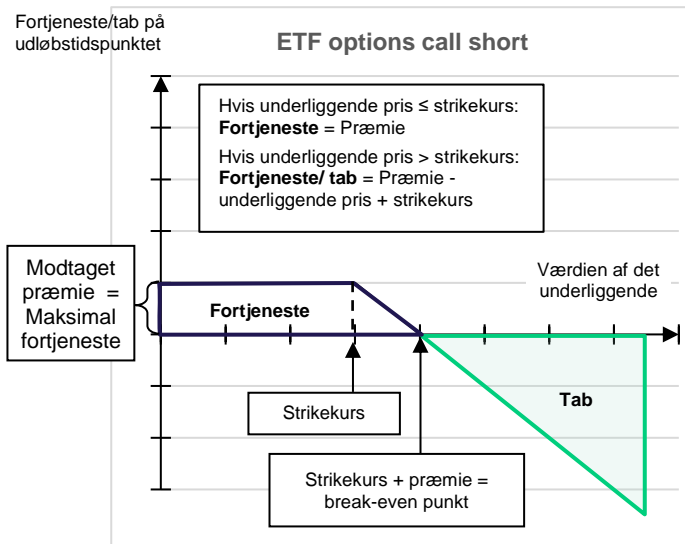 Fortjeneste/tab på
udløbstidspunktet
ETF options call short
Hvis underliggende pris ≤ strikekurs:
Fortjeneste = Præmie
Hvis underliggende pris > strikekurs:
Fortjeneste/ tab = Præmie -
underliggende pris + strikekurs
Modtaget
præmie =
Maksimal
fortjeneste
Værdien af det
underliggende
Fortjeneste
Strikekurs
Tab
Strikekurs + præmie =
break-even punkt